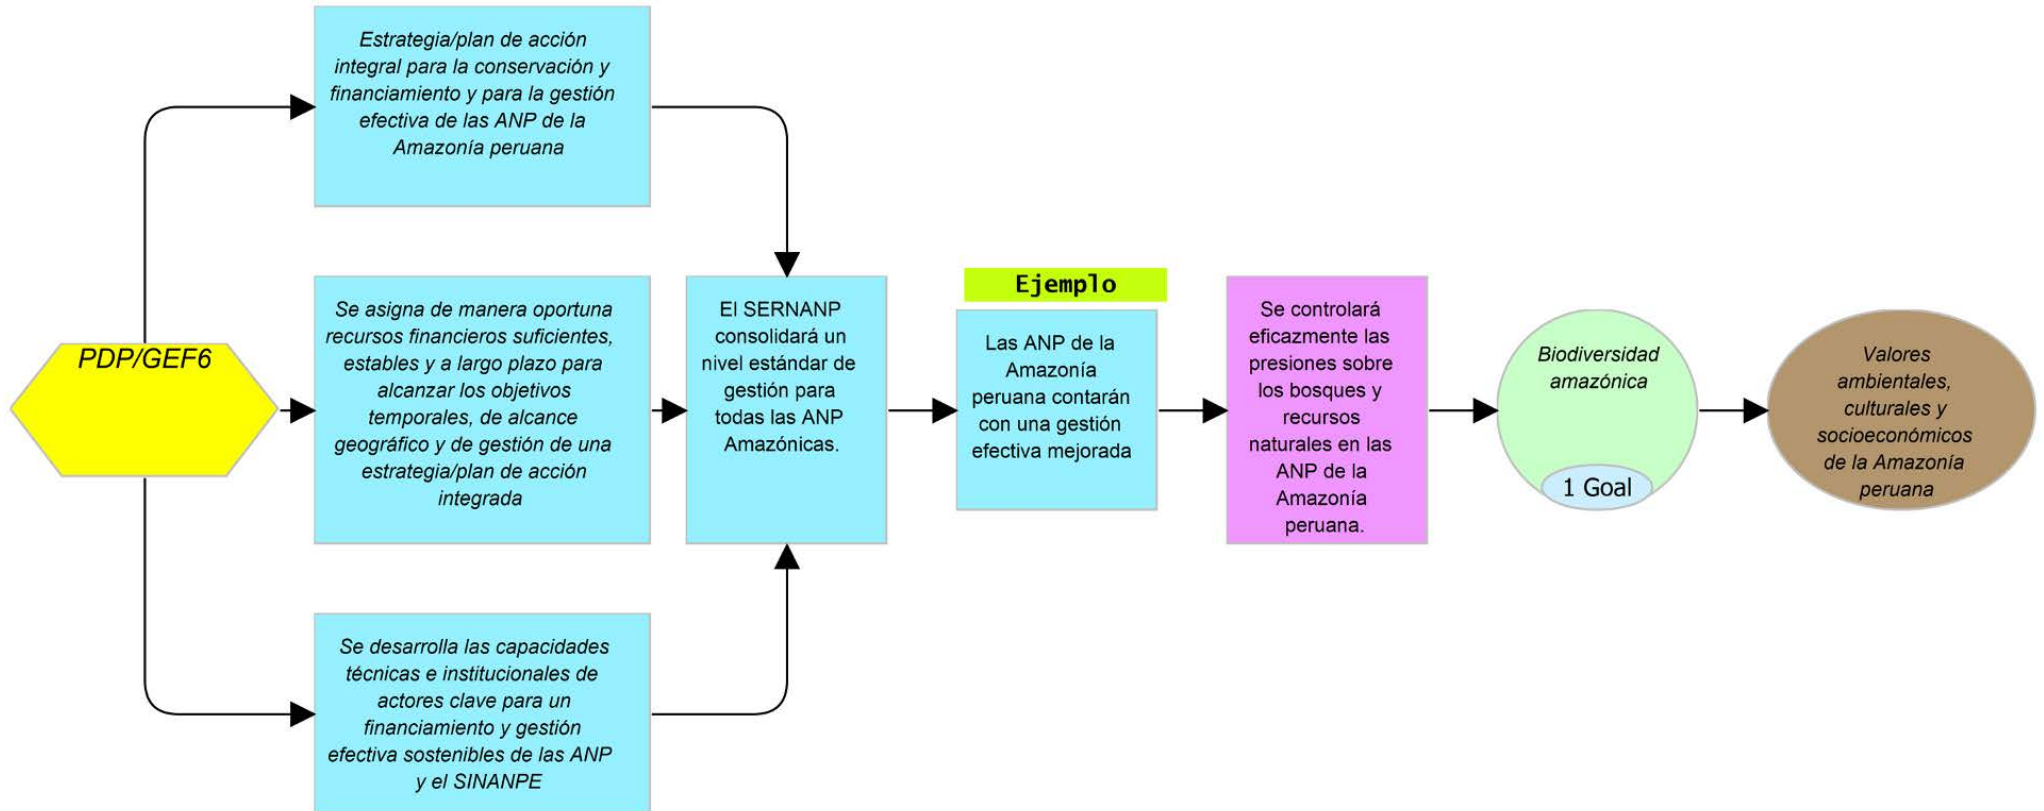 Estrategia/plan de acción
integral para la conservación y
financiamiento y para la gestión
efectiva de las ANP de la
Amazonía peruana
PDP/GEF6
Se asigna de manera oportuna
recursos financieros suficientes,
estables y a largo plazo para
alcanzar los objetivos
temporales, de alcance
geográfico y de gestión de una
estrategia/plan de acción
integrada
Se desarrolla las capacidades
técnicas e institucionales de
actores clave para un
financiamiento y gestión
efectiva sostenibles de las ANP
y el SINANPE
El SERNANP
consolidará un
nivel estándar de
gestión para
todas las ANP
Amazónicas.
Ejemplo
Las ANP de la
Amazonía
peruana contarán
con una gestión
efectiva mejorada
Se controlará
eficazmente las
presiones sobre
los bosques y
recursos
naturales en las
ANP de la
Amazonía
peruana.
Biodiversidad
amazónica
1 Goal
Valores
ambientales,
culturales y
socioeconómicos
de la Amazonía
peruana